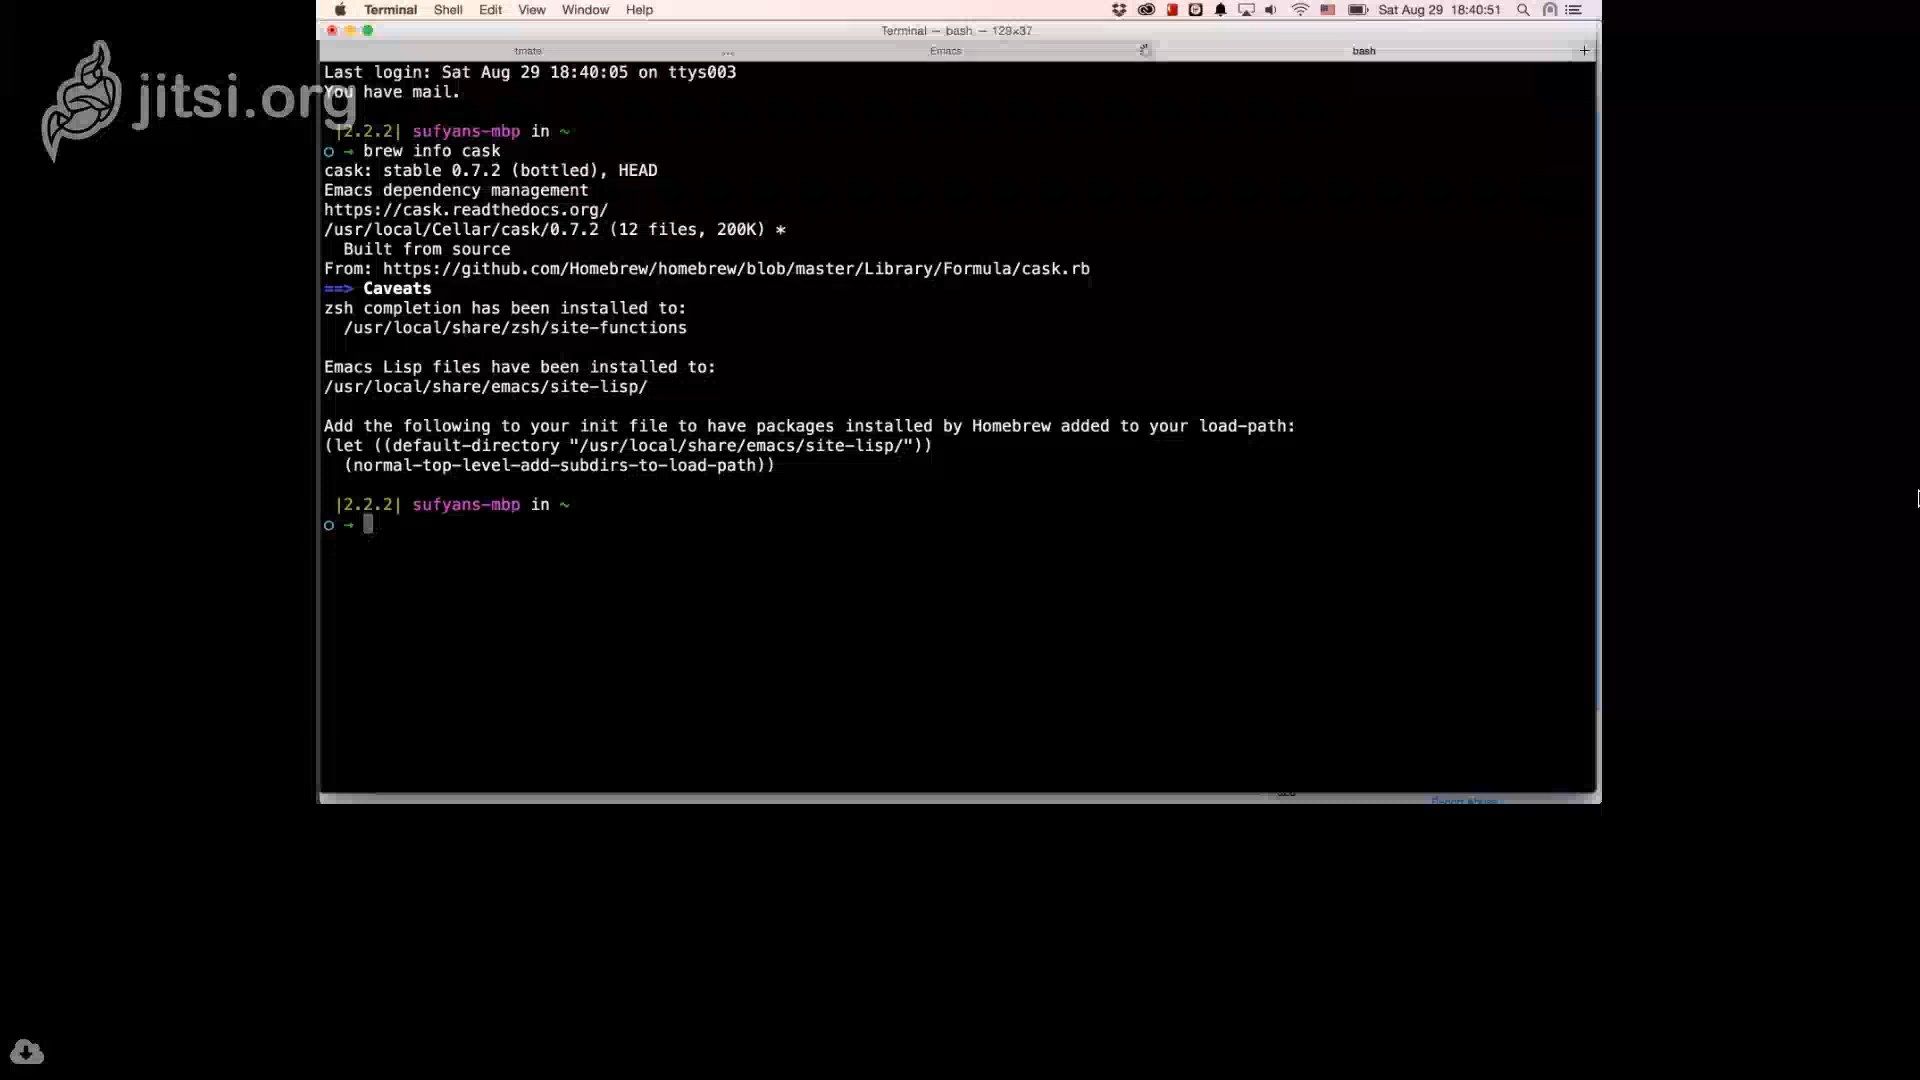 Terminal Shell Edit View Window Help Sat Aug 29 18:40:51
Terminal — bash — 129×37
tmate Emacs bash +
jitsi.org
Last login: Sat Aug 29 18:40:05 on ttys003
You have mail.
|2.2.2| sufyans-mbp in ~
○ → brew info cask
cask: stable 0.7.2 (bottled), HEAD
Emacs dependency management
https://cask.readthedocs.org/
/usr/local/Cellar/cask/0.7.2 (12 files, 200K) *
Built from source
From: https://github.com/Homebrew/homebrew/blob/master/Library/Formula/cask.rb
==> Caveats
zsh completion has been installed to:
/usr/local/share/zsh/site-functions
Emacs Lisp files have been installed to:
/usr/local/share/emacs/site-lisp/
Add the following to your init file to have packages installed by Homebrew added to your load-path:
(let ((default-directory "/usr/local/share/emacs/site-lisp/"))
(normal-top-level-add-subdirs-to-load-path))
|2.2.2| sufyans-mbp in ~
○ →